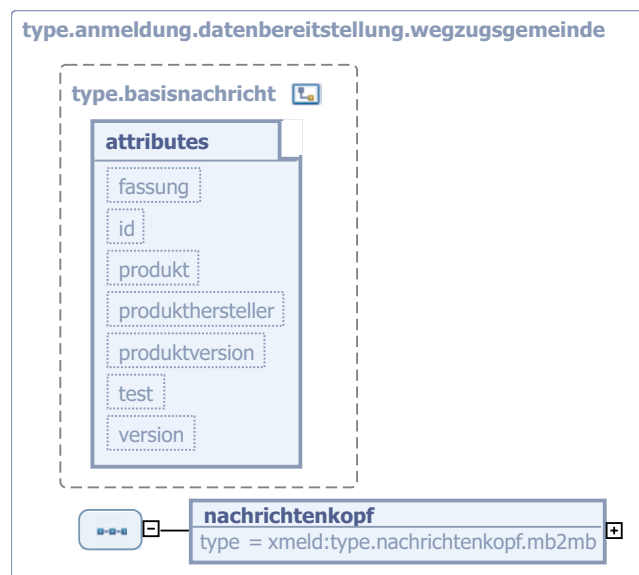 type.anmeldung.datenbereitstellung.wegzugsgemeinde
type.basisnachricht
attributes
fassung
id
produkt
produkthersteller
produktversion
test
version
nachrichtenkopf
type = xmeld:type.nachrichtenkopf.mb2mb